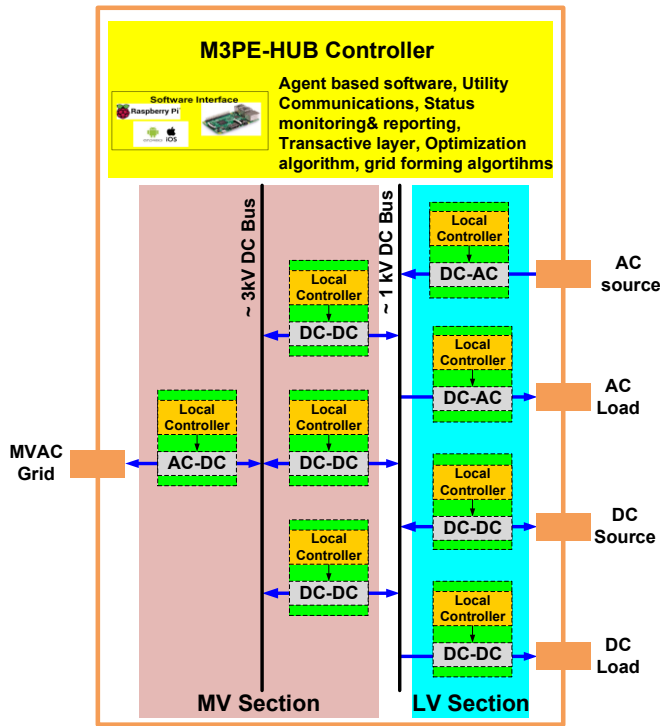 M3PE-HUB Controller
Software Interface
Raspberry Pi
iOS
Agent based software, Utility
Communications, Status
monitoring& reporting,
Transactive layer, Optimization
algorithm, grid forming algortihms
~ 3kV DC Bus
~ 1 kV DC Bus
Local
Controller
DC-AC
AC
source
Local
Controller
DC-DC
Local
Controller
DC-AC
AC
Load
MVAC
Grid
Local
Controller
AC-DC
Local
Controller
DC-DC
Local
Controller
DC-DC
DC
Source
Local
Controller
DC-DC
Local
Controller
DC-DC
DC
Load
MV Section
LV Section